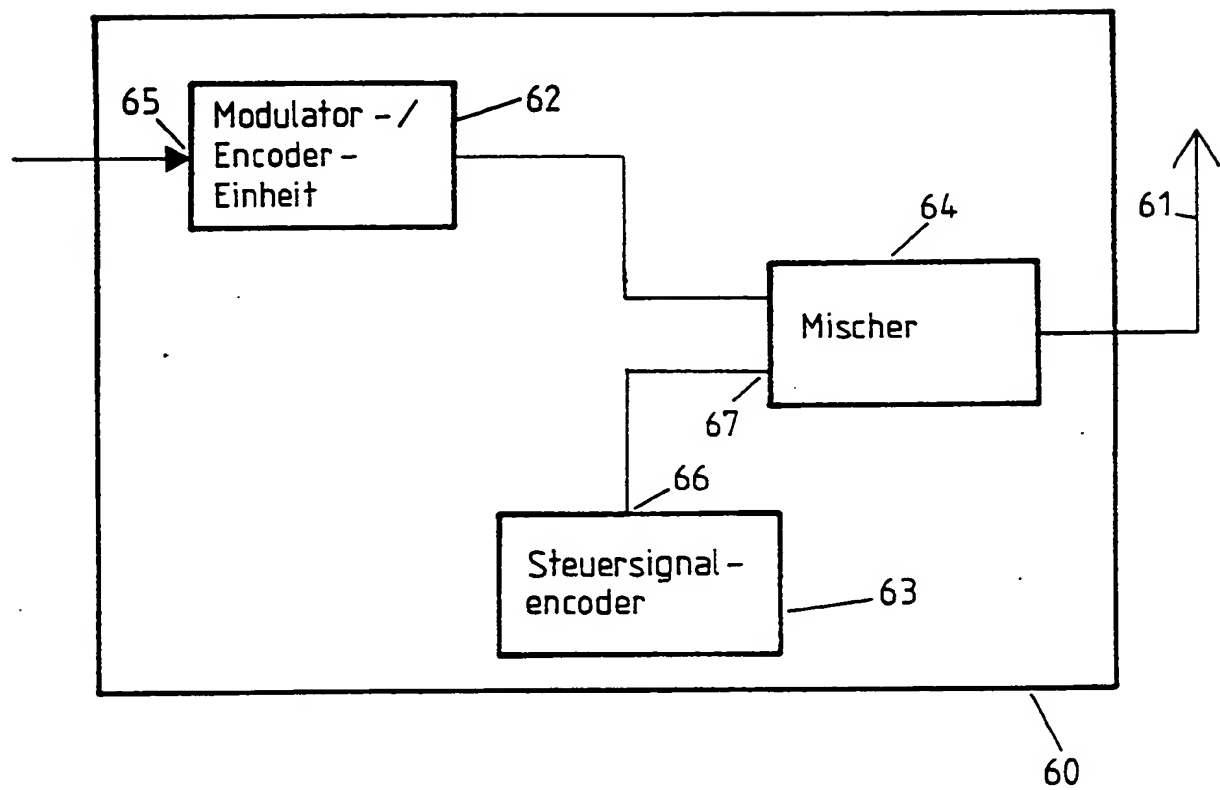 65
Modulator - /
Encoder -
Einheit
62
64
61
Mischer
67
66
Steuersignal -
encoder
63
60